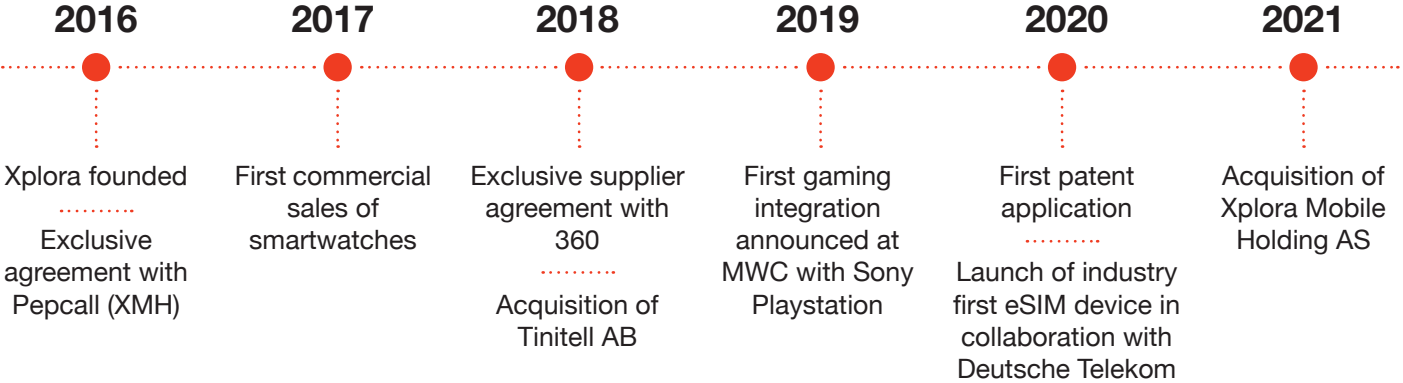 2016
Xplora founded
Exclusive
agreement with
Pepcall (XMH)
2017
First commercial
sales of
smartwatches
2018
Exclusive supplier
agreement with
360
Acquisition of
Tinitell AB
2019
First gaming
integration
announced at
MWC with Sony
Playstation
2020
First patent
application
Launch of industry
first eSIM device in
collaboration with
Deutsche Telekom
2021
Acquisition of
Xplora Mobile
Holding AS